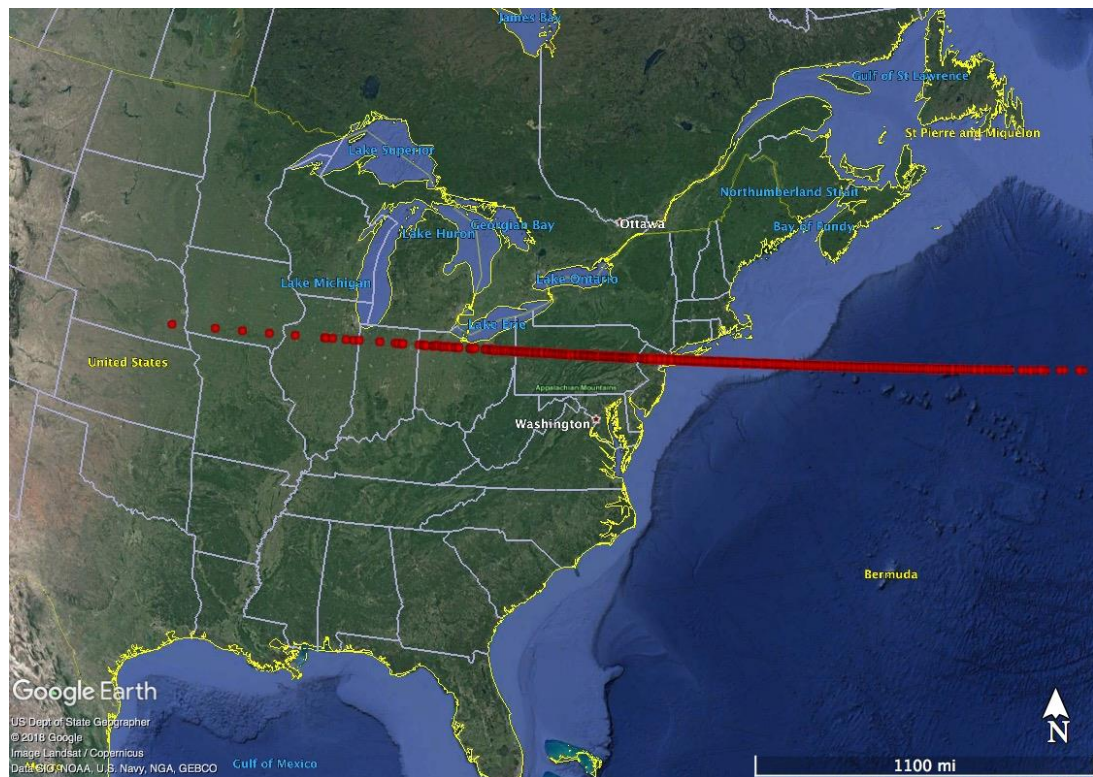 James Bay
Gulf of St Lawrence
St Pierre and Miquelon
Lake Superior
Northumberland Strait
Ottawa
Georgian Bay
Bay of Fundy
Lake Huron
Lake Michigan
Lake Ontario
Lake Erie
United States
Appalachian Mountains
Washington
Bermuda
Google Earth
US Dept of State Geographer
© 2018 Google
Image Landsat / Copernicus
Data SIO, NOAA, U.S. Navy, NGA, GEBCO
Gulf of Mexico
N
1100 mi